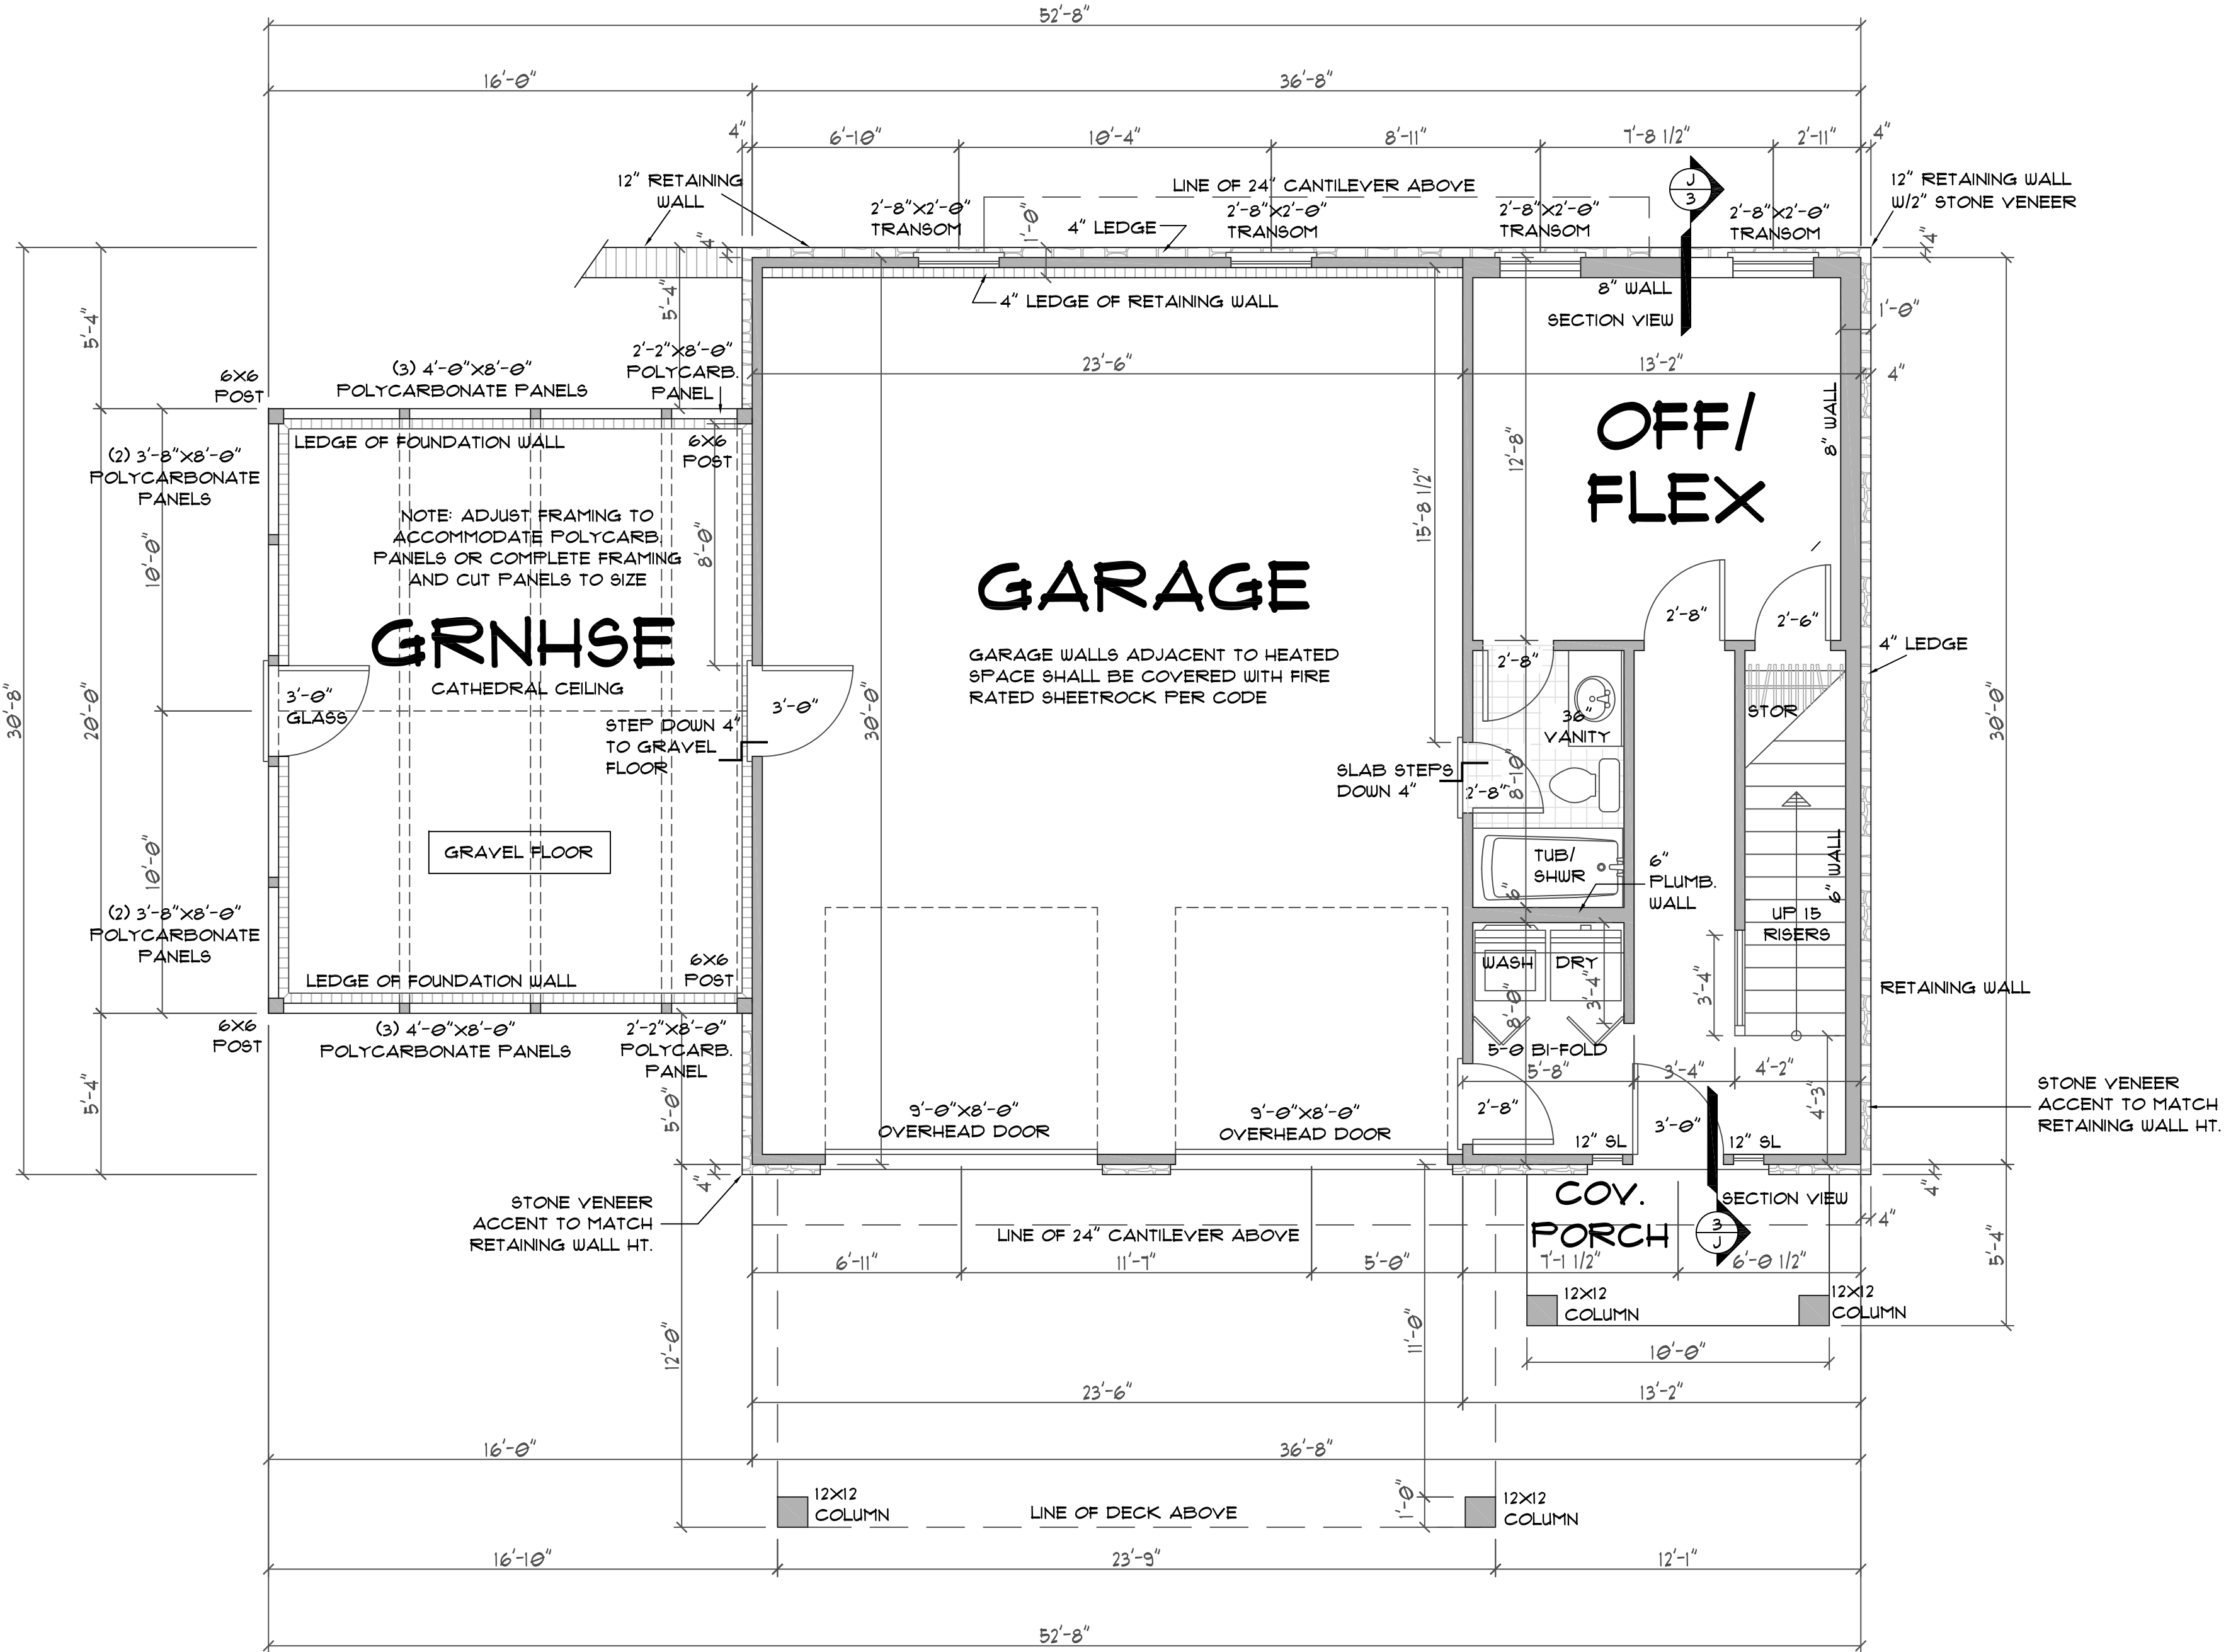 52'-8"
16'-0"
36'-8"
4"
6'-10"
10'-4"
8'-11"
7'-8 1/2"
2'-11"
4"
12" RETAINING
WALL
LINE OF 24" CANTILEVER ABOVE
J
3
12" RETAINING WALL
W/2" STONE VENEER
2'-8"X2'-0"
TRANSOM
1'-0"
4" LEDGE
2'-8"X2'-0"
TRANSOM
2'-8"X2'-0"
TRANSOM
2'-8"X2'-0"
TRANSOM
4"
4"
5'-4"
4" LEDGE OF RETAINING WALL
8" WALL
SECTION VIEW
1'-0"
5'-4"
6X6
POST
(3) 4'-0"X8'-0"
POLYCARBONATE PANELS
2'-2"X8'-0"
POLYCARB.
PANEL
23'-6"
13'-2"
4"
8" WALL
OFF/
FLEX
LEDGE OF FOUNDATION WALL
6X6
POST
(2) 3'-8"X8'-0"
POLYCARBONATE
PANELS
12'-8"
15'-8 1/2"
NOTE: ADJUST FRAMING TO
ACCOMMODATE POLYCARB.
PANELS OR COMPLETE FRAMING
AND CUT PANELS TO SIZE
10'-0"
8'-0"
GARAGE
GARAGE WALLS ADJACENT TO HEATED
SPACE SHALL BE COVERED WITH FIRE
RATED SHEETROCK PER CODE
GRNHSE
CATHEDRAL CEILING
2'-8"
2'-6"
2'-8"
4" LEDGE
3'-0"
GLASS
3'-0"
30'-8"
20'-0"
30'-0"
30'-0"
STEP DOWN 4"
TO GRAVEL
FLOOR
36"
VANITY
STOR
SLAB STEPS
DOWN 4"
2'-8"
8'-10"
GRAVEL FLOOR
10'-0"
TUB/
SHWR
6"
6"
PLUMB.
WALL
6" WALL
UP 15
RISERS
(2) 3'-8"X8'-0"
POLYCARBONATE
PANELS
6X6
POST
LEDGE OF FOUNDATION WALL
WASH
DRY
3'-4"
3'-4"
8'-0"
RETAINING WALL
6X6
POST
(3) 4'-0"X8'-0"
POLYCARBONATE PANELS
2'-2"X8'-0"
POLYCARB.
PANEL
5-0 BI-FOLD
5'-8"
3'-4"
4'-2"
5'-4"
5'-0"
4'-3"
STONE VENEER
ACCENT TO MATCH
RETAINING WALL HT.
9'-0"X8'-0"
OVERHEAD DOOR
9'-0"X8'-0"
OVERHEAD DOOR
2'-8"
3'-0"
12" SL
12" SL
4"
4"
STONE VENEER
ACCENT TO MATCH
RETAINING WALL HT.
COV.
PORCH
SECTION VIEW
3
J
4"
LINE OF 24" CANTILEVER ABOVE
6'-11"
11'-7"
5'-0"
7'-1 1/2"
6'-0 1/2"
5'-4"
12X12
COLUMN
12X12
COLUMN
12'-0"
11'-0"
10'-0"
23'-6"
13'-2"
16'-0"
36'-8"
12X12
COLUMN
LINE OF DECK ABOVE
1'-0"
12X12
COLUMN
16'-10"
23'-9"
12'-1"
52'-8"